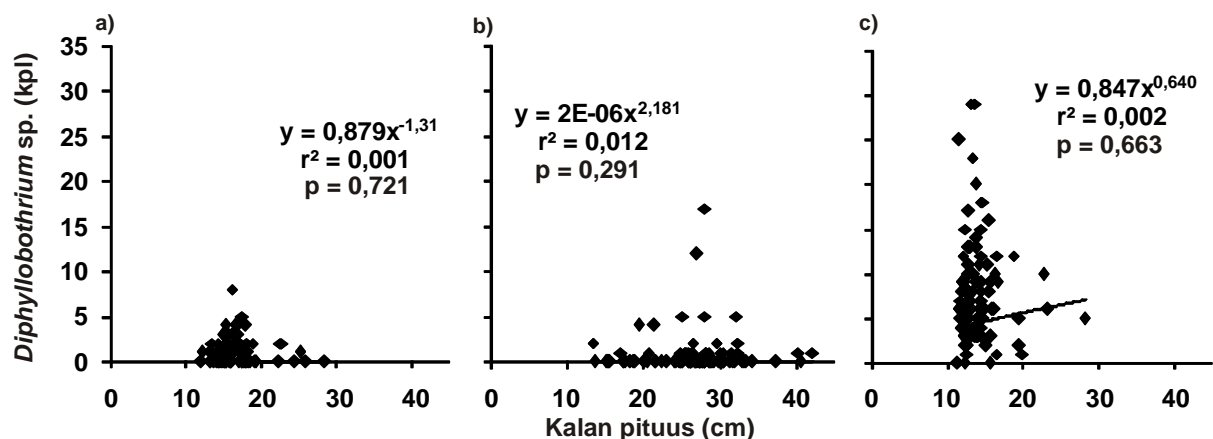 a)
b)
c)
Diphyllobothrium sp. (kpl)
35
30
25
20
15
10
5
0
y = 0,879x^-1,31
r² = 0,001
p = 0,721
y = 2E-06x^2,181
r² = 0,012
p = 0,291
y = 0,847x^0,640
r² = 0,002
p = 0,663
0 10 20 30 40
0 10 20 30 40
0 10 20 30 40
Kalan pituus (cm)